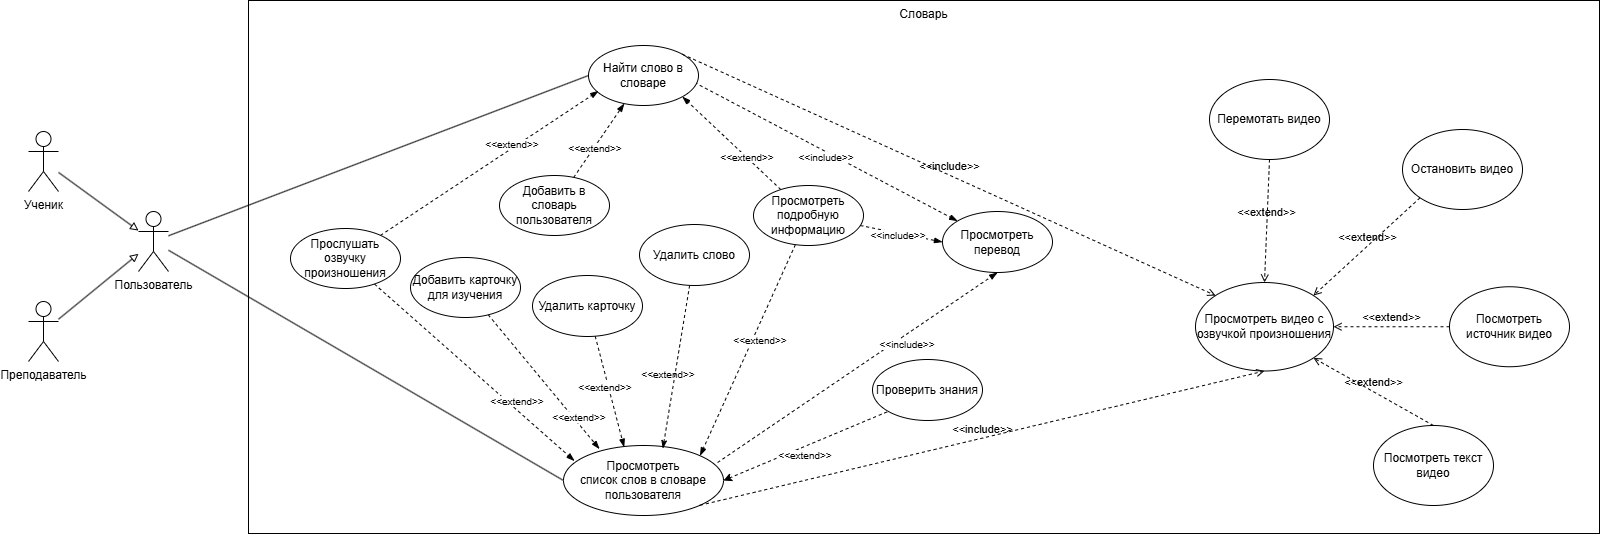 Словарь
Найти слово в
словаре
Перемотать видео
Ученик
<<extend>>
<<extend>>
<<extend>>
<<include>>
<<include>>
Остановить видео
Добавить в
словарь
пользователя
Просмотреть
подробную
информацию
Пользователь
Прослушать
озвучку
произношения
<<include>>
Просмотреть
перевод
<<extend>>
<<extend>>
Удалить слово
Добавить карточку
для изучения
Удалить карточку
Просмотреть видео с
озвучкой произношения
<<extend>>
Посмотреть
источник видео
Преподаватель
<<extend>>
<<include>>
<<extend>>
<<extend>>
<<extend>>
Проверить знания
<<extend>>
<<extend>>
<<include>>
<<extend>>
Просмотреть
список слов в словаре
пользователя
Посмотреть текст
видео